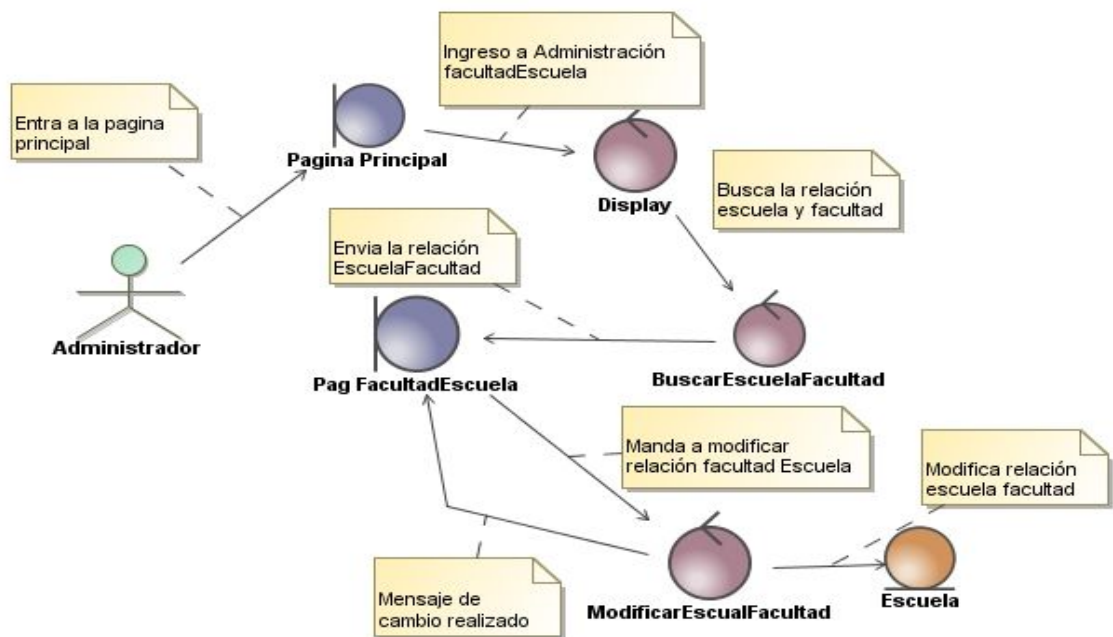 Ingreso a Administración
facultadEscuela
Entra a la pagina
principal
Pagina Principal
Display
Busca la relación
escuela y facultad
Envia la relación
EscuelaFacultad
Administrador
Pag FacultadEscuela
BuscarEscuelaFacultad
Manda a modificar
relación facultad Escuela
Modifica relación
escuela facultad
Mensaje de
cambio realizado
ModificarEscualFacultad
Escuela